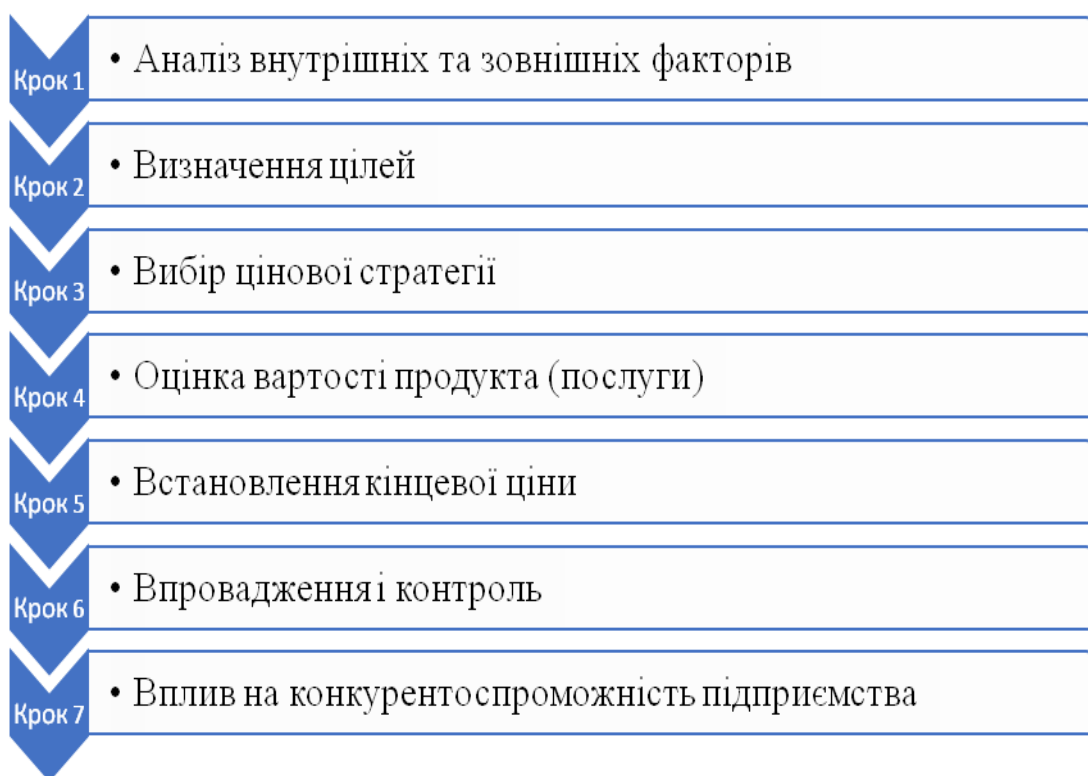 Крок 1
• Аналіз внутрішніх та зовнішніх факторів
Крок 2
• Визначення цілей
Крок 3
• Вибір цінової стратегії
Крок 4
• Оцінка вартості продукта (послуги)
Крок 5
• Встановлення кінцевої ціни
Крок 6
• Впровадження і контроль
Крок 7
• Вплив на конкурентоспроможність підприємства